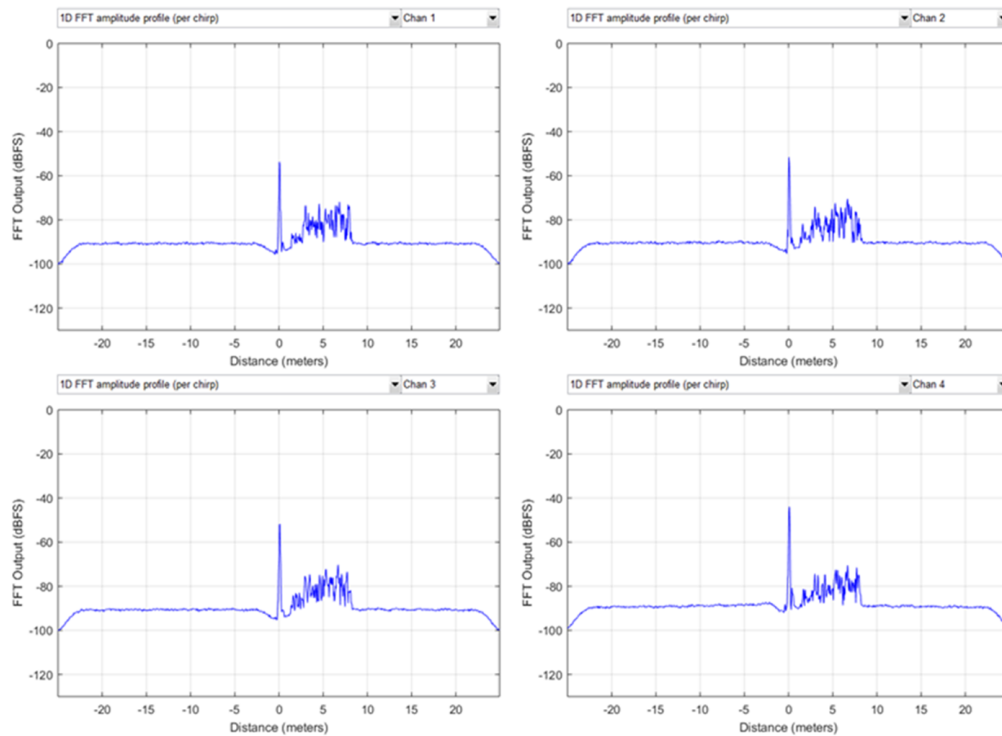 1D FFT amplitude profile (per chirp) Chan 1
0
-20
-40
-60
-80
-100
-120
FFT Output (dBFS)
-20 -15 -10 -5 0 5 10 15 20
Distance (meters)
1D FFT amplitude profile (per chirp) Chan 2
0
-20
-40
-60
-80
-100
-120
FFT Output (dBFS)
-20 -15 -10 -5 0 5 10 15 20
Distance (meters)
1D FFT amplitude profile (per chirp) Chan 3
0
-20
-40
-60
-80
-100
-120
FFT Output (dBFS)
-20 -15 -10 -5 0 5 10 15 20
Distance (meters)
1D FFT amplitude profile (per chirp) Chan 4
0
-20
-40
-60
-80
-100
-120
FFT Output (dBFS)
-20 -15 -10 -5 0 5 10 15 20
Distance (meters)